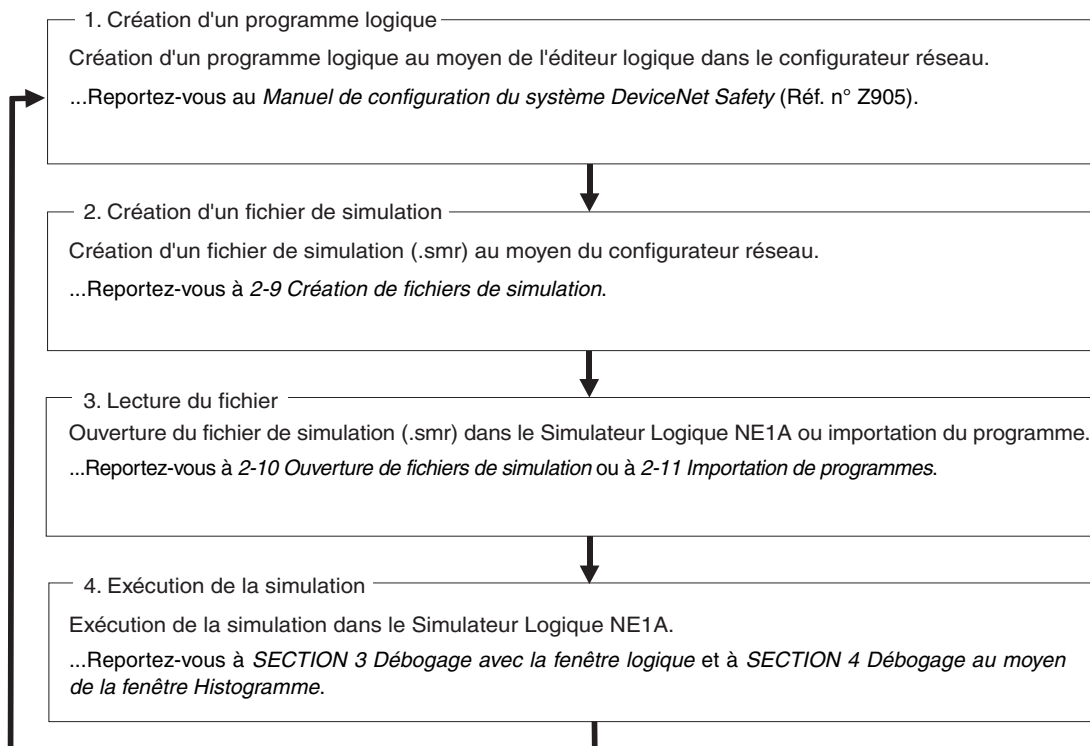 1. Création d'un programme logique
Création d'un programme logique au moyen de l'éditeur logique dans le configurateur réseau.
...Reportez-vous au Manuel de configuration du système DeviceNet Safety (Réf. n° Z905).
2. Création d'un fichier de simulation
Création d'un fichier de simulation (.smr) au moyen du configurateur réseau.
...Reportez-vous à 2-9 Création de fichiers de simulation.
3. Lecture du fichier
Ouverture du fichier de simulation (.smr) dans le Simulateur Logique NE1A ou importation du programme.
...Reportez-vous à 2-10 Ouverture de fichiers de simulation ou à 2-11 Importation de programmes.
4. Exécution de la simulation
Exécution de la simulation dans le Simulateur Logique NE1A.
...Reportez-vous à SECTION 3 Débogage avec la fenêtre logique et à SECTION 4 Débogage au moyen
de la fenêtre Histogramme.